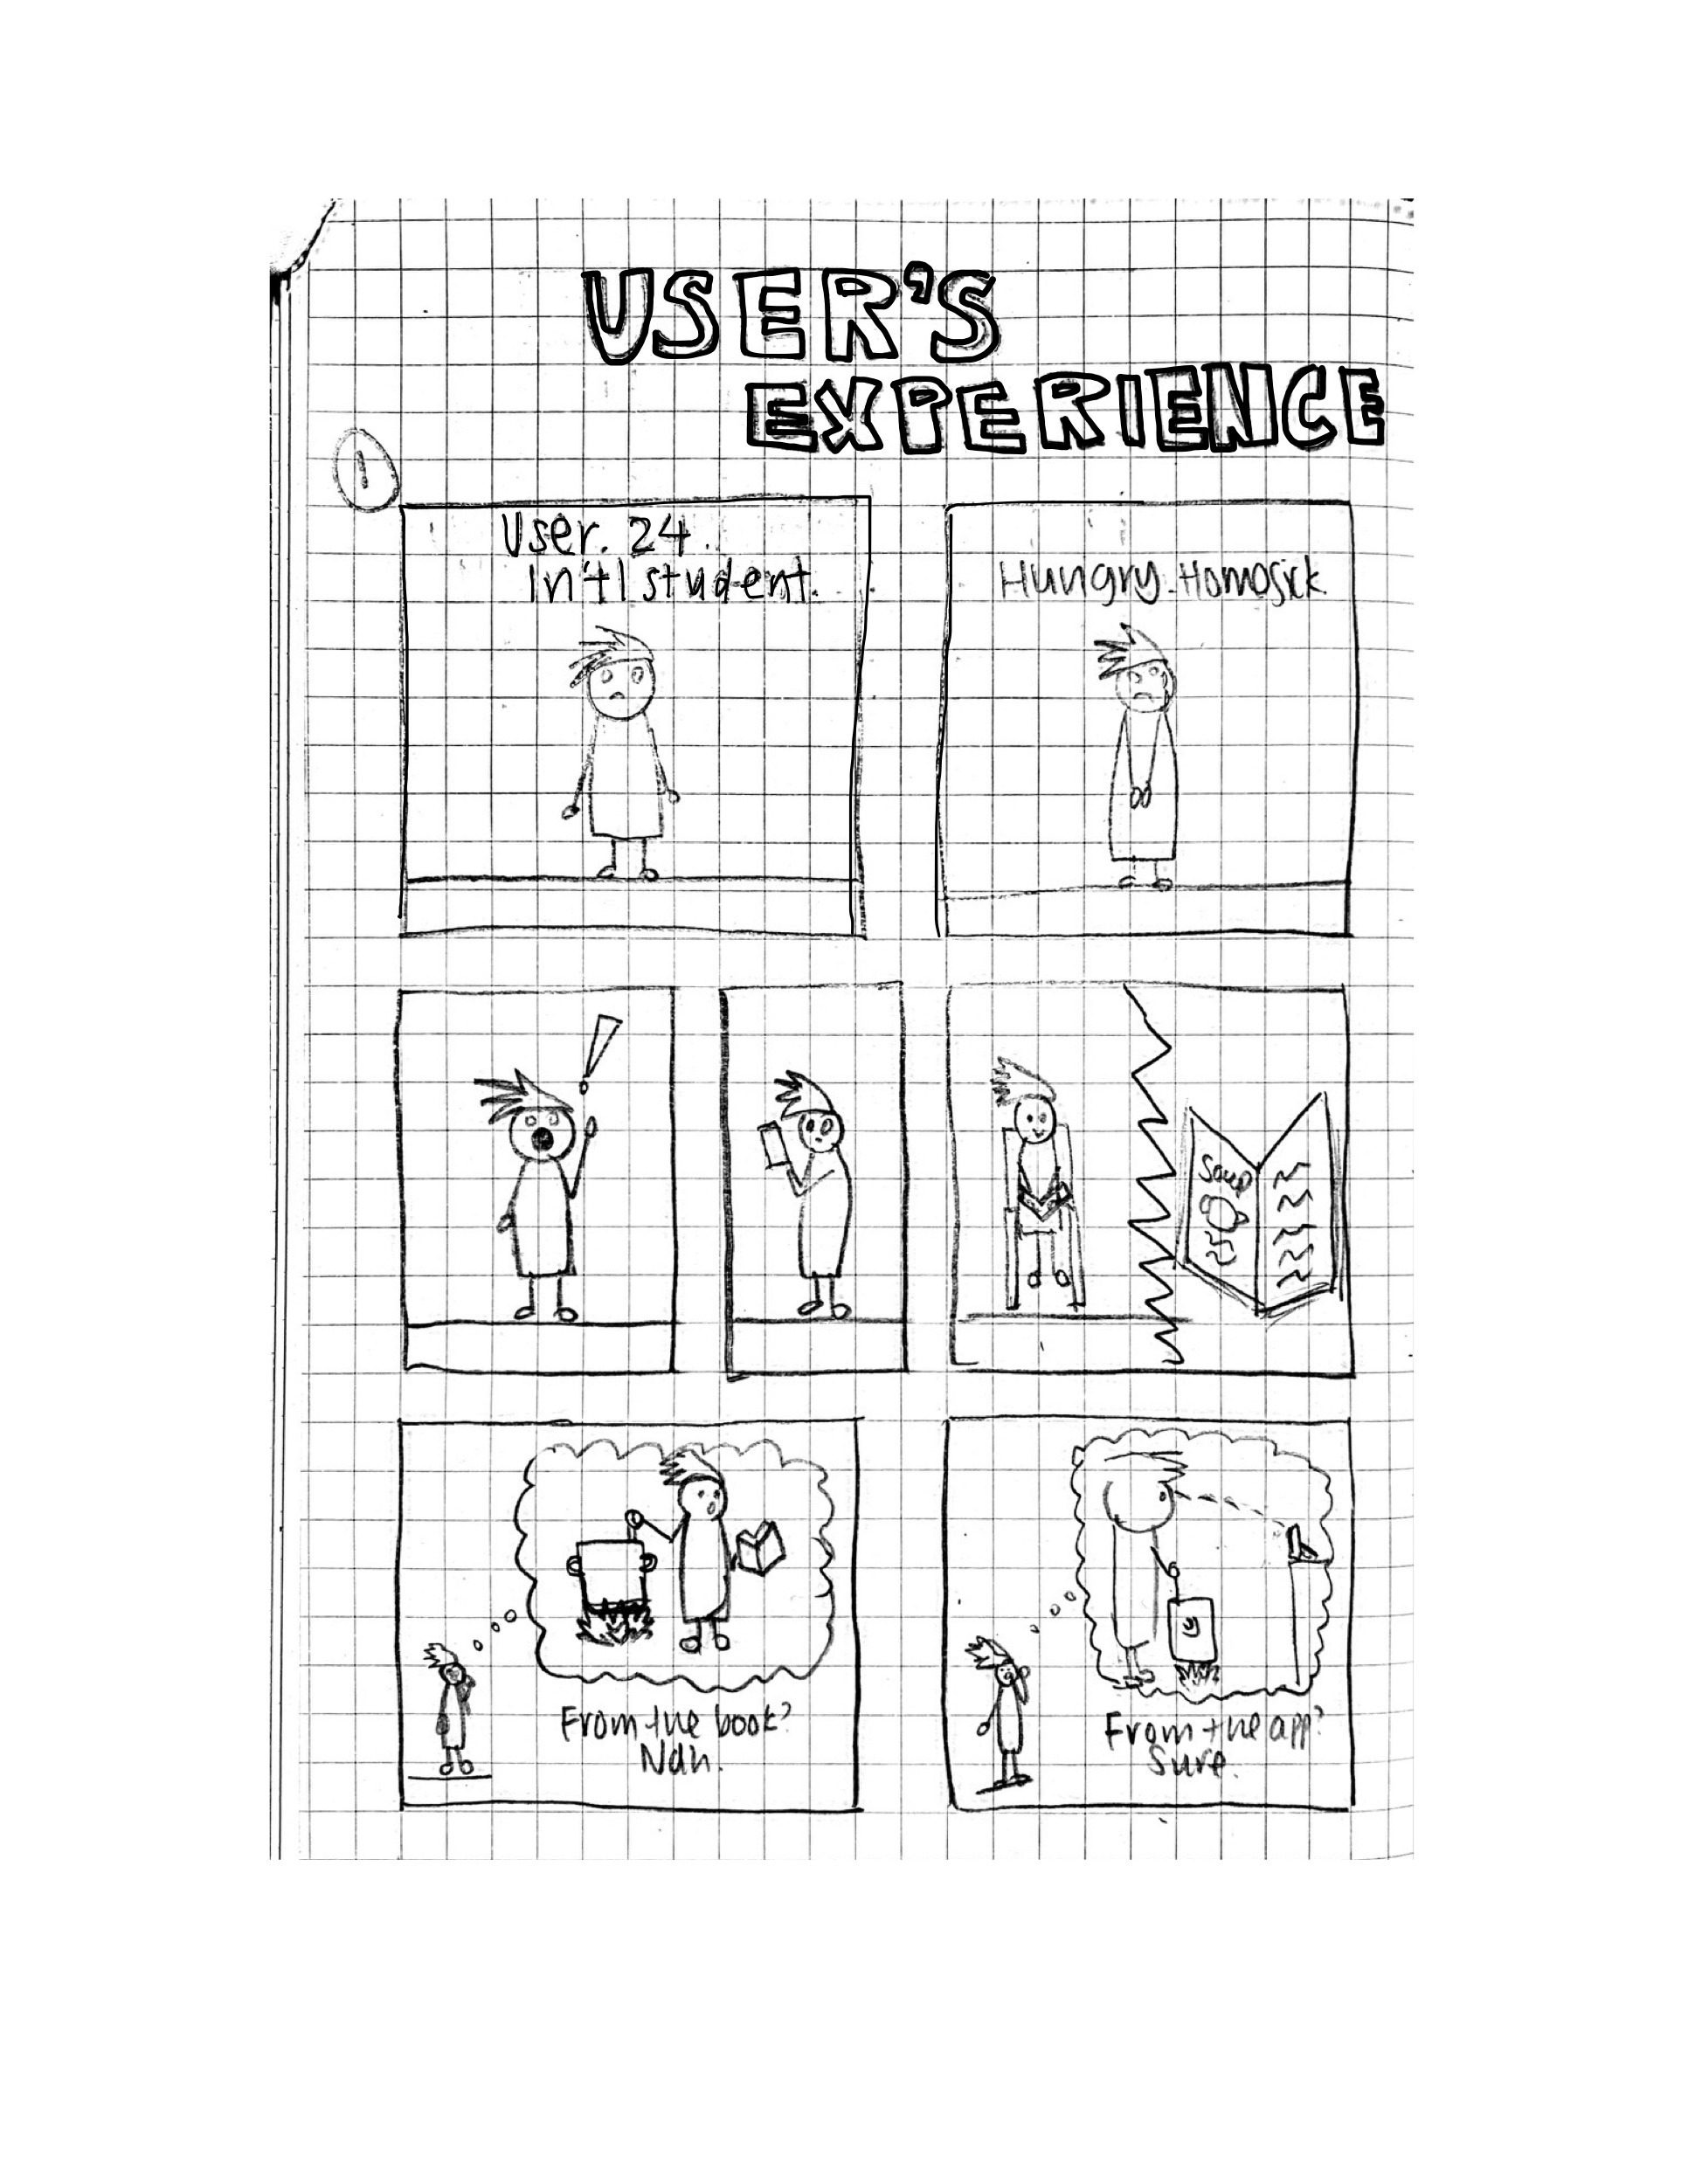 USER'S
EXPERIENCE
1
User. 24.
In'tl student.
Hungry. Homosick.
Soup
From the book?
Nah.
From the app?
Sure.